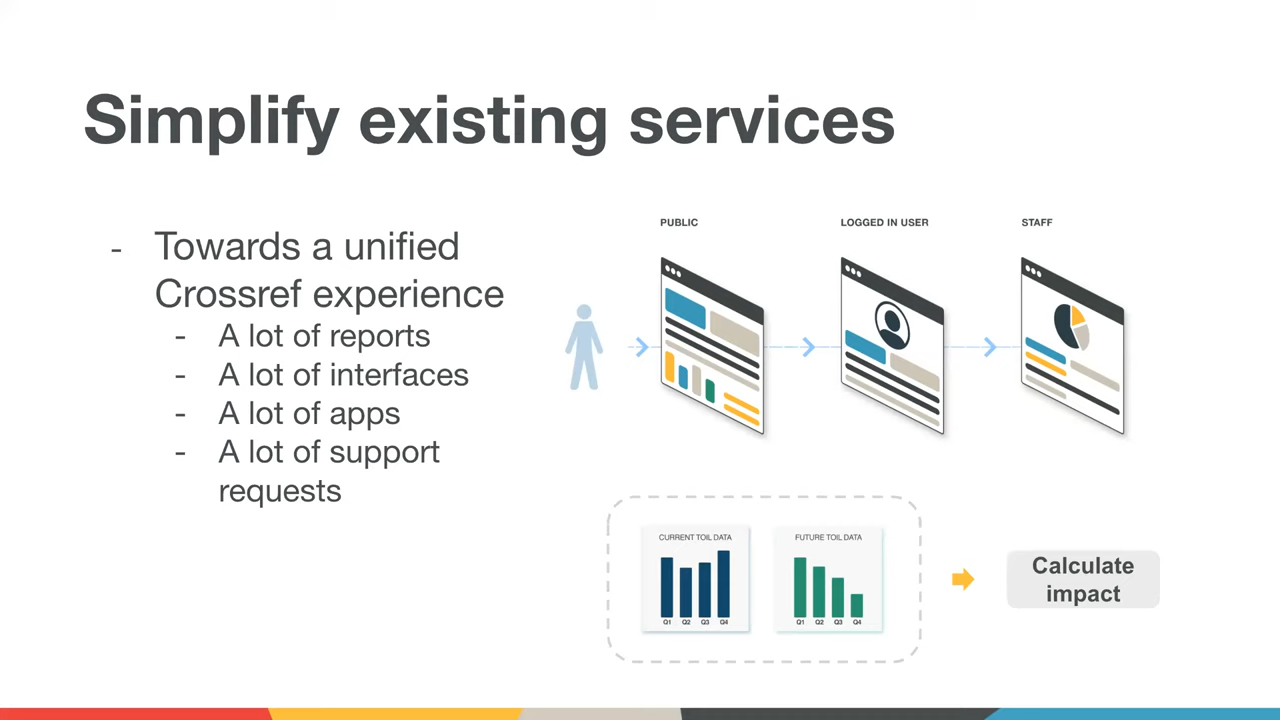 Simplify existing services
- Towards a unified
Crossref experience
- A lot of reports
- A lot of interfaces
- A lot of apps
- A lot of support
requests
PUBLIC
LOGGED IN USER
STAFF
CURRENT TOIL DATA
Q1 Q2 Q3 Q4
FUTURE TOIL DATA
Q1 Q2 Q3 Q4
Calculate
impact